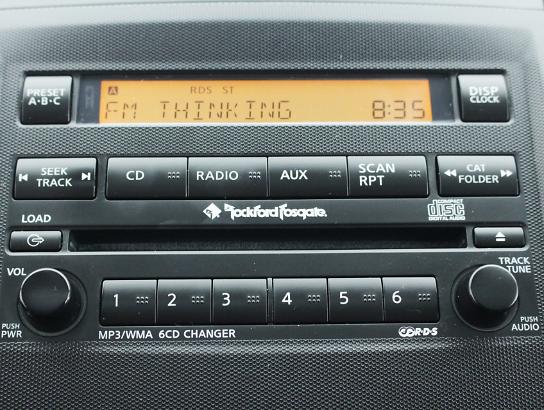 PRESET
A·B·C
A RDS ST
FM THINKING 8:35
DISP
CLOCK
SEEK
TRACK
CD
RADIO
AUX
SCAN
RPT
CAT
FOLDER
LOAD
Rockford Fosgate.
COMPACT
disc
DIGITAL AUDIO
VOL
PUSH
PWR
1 2 3 4 5 6
TRACK
TUNE
PUSH
AUDIO
MP3/WMA 6CD CHANGER
R·D·S